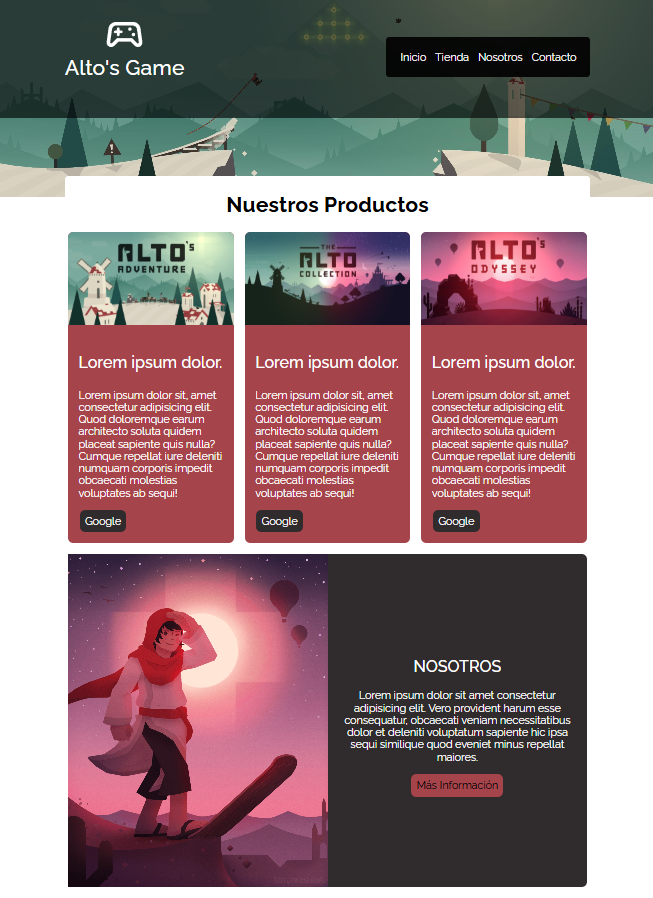 Alto's Game
Inicio Tienda Nosotros Contacto
Nuestros Productos
ALTO's
ADVENTURE
THE
ALTO
COLLECTION
ALTO's
ODYSSEY
Lorem ipsum dolor.
Lorem ipsum dolor sit, amet
consectetur adipisicing elit.
Quod doloremque earum
architecto soluta quibusdam
placeat sapiente quis nulla?
Cumque repellat iure deleniti
numquam corporis impedit
obcaecati molestias
voluptates ab sequi!
Google
Lorem ipsum dolor.
Lorem ipsum dolor sit, amet
consectetur adipisicing elit.
Quod doloremque earum
architecto soluta quibusdam
placeat sapiente quis nulla?
Cumque repellat iure deleniti
numquam corporis impedit
obcaecati molestias
voluptates ab sequi!
Google
Lorem ipsum dolor.
Lorem ipsum dolor sit, amet
consectetur adipisicing elit.
Quod doloremque earum
architecto soluta quibusdam
placeat sapiente quis nulla?
Cumque repellat iure deleniti
numquam corporis impedit
obcaecati molestias
voluptates ab sequi!
Google
NOSOTROS
Lorem ipsum dolor sit amet consectetur
adipisicing elit. Vero provident harum esse
consequatur, obcaecati veniam necessitatibus
dolor et deleniti voluptatum sapiente hic ipsa
sequi similique quod eveniet minus repellat
maiores.
Más Información